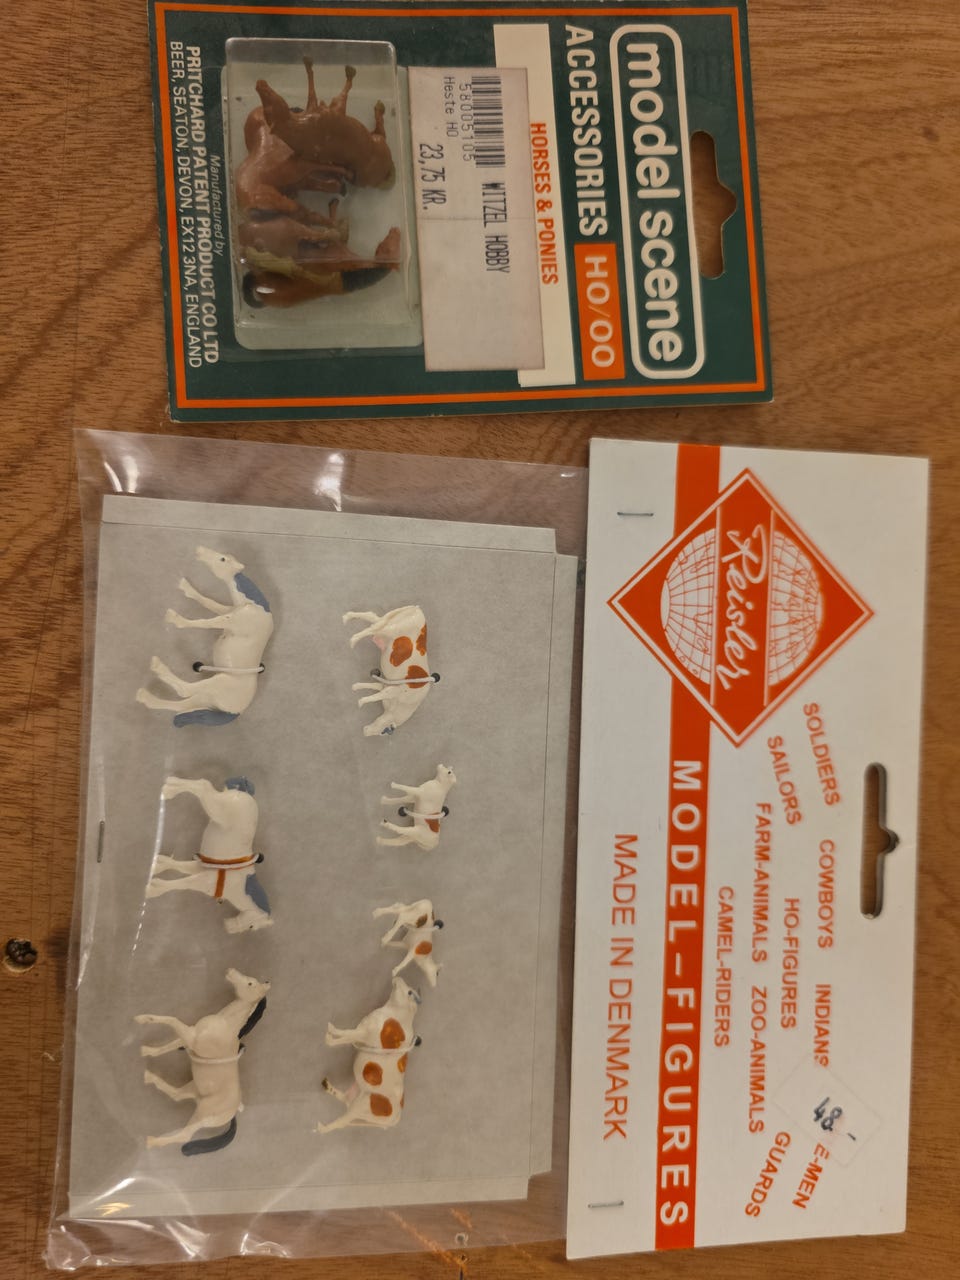 model scene
ACCESSORIES HO/OO
HORSES & PONIES
WITZEL HOBBY
58005105
Heste HO
23,75 KR.
Manufactured by
PRITCHARD PATENT PRODUCT CO LTD
BEER, SEATON, DEVON, EX12 3NA, ENGLAND
Reisler
SOLDIERS COWBOYS INDIANS
SAILORS HO-FIGURES E-MEN
FARM-ANIMALS ZOO-ANIMALS GUARDS
CAMEL-RIDERS
48
MODEL-FIGURES
MADE IN DENMARK